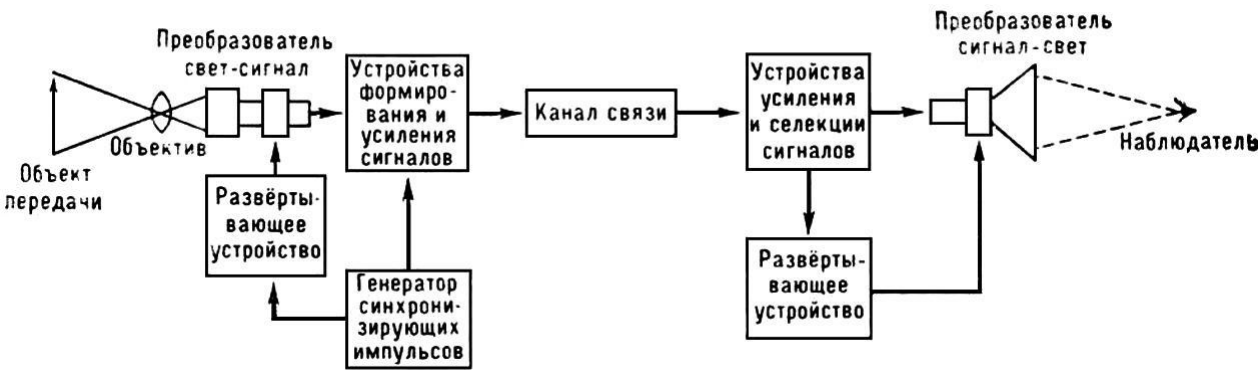 Преобразователь
свет-сигнал
Объектив
Объект
передачи
Развёрты-
вающее
устройство
Устройства
формиро-
вания и
усиления
сигналов
Генератор
синхрони-
зирующих
импульсов
Канал связи
Устройства
усиления
и селекции
сигналов
Развёрты-
вающее
устройство
Преобразователь
сигнал-свет
Наблюдатель